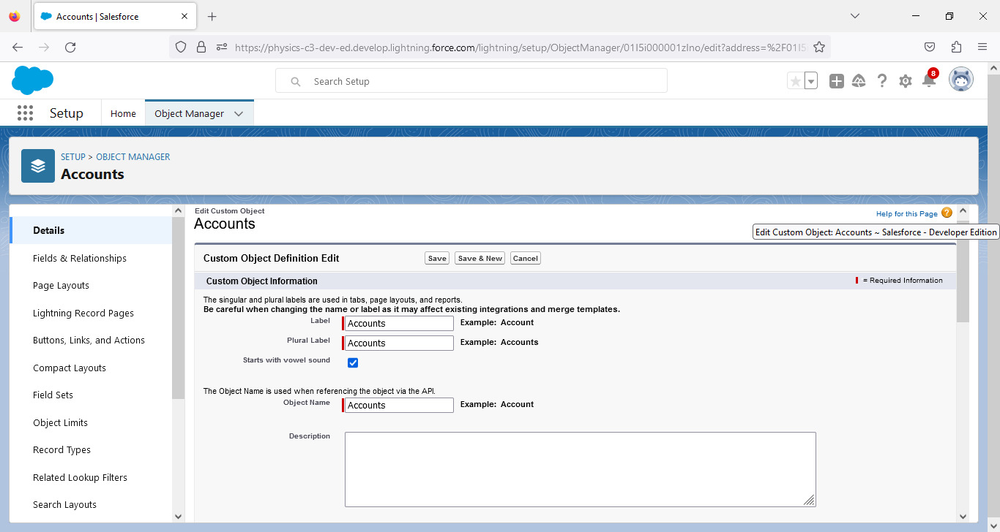 Accounts | Salesforce
https://physics-c3-dev-ed.develop.lightning.force.com/lightning/setup/ObjectManager/01I5i000001zIno/edit?address=%2F01I5
Search Setup
8
Setup
Home
Object Manager
SETUP > OBJECT MANAGER
Accounts
Details
Fields & Relationships
Page Layouts
Lightning Record Pages
Buttons, Links, and Actions
Compact Layouts
Field Sets
Object Limits
Record Types
Related Lookup Filters
Search Layouts
Edit Custom Object
Accounts
Help for this Page ?
Edit Custom Object: Accounts ~ Salesforce - Developer Edition
Custom Object Definition Edit
Save
Save & New
Cancel
Custom Object Information
= Required Information
The singular and plural labels are used in tabs, page layouts, and reports.
Be careful when changing the name or label as it may affect existing integrations and merge templates.
Label Accounts Example: Account
Plural Label Accounts Example: Accounts
Starts with vowel sound
The Object Name is used when referencing the object via the API.
Object Name Accounts Example: Account
Description